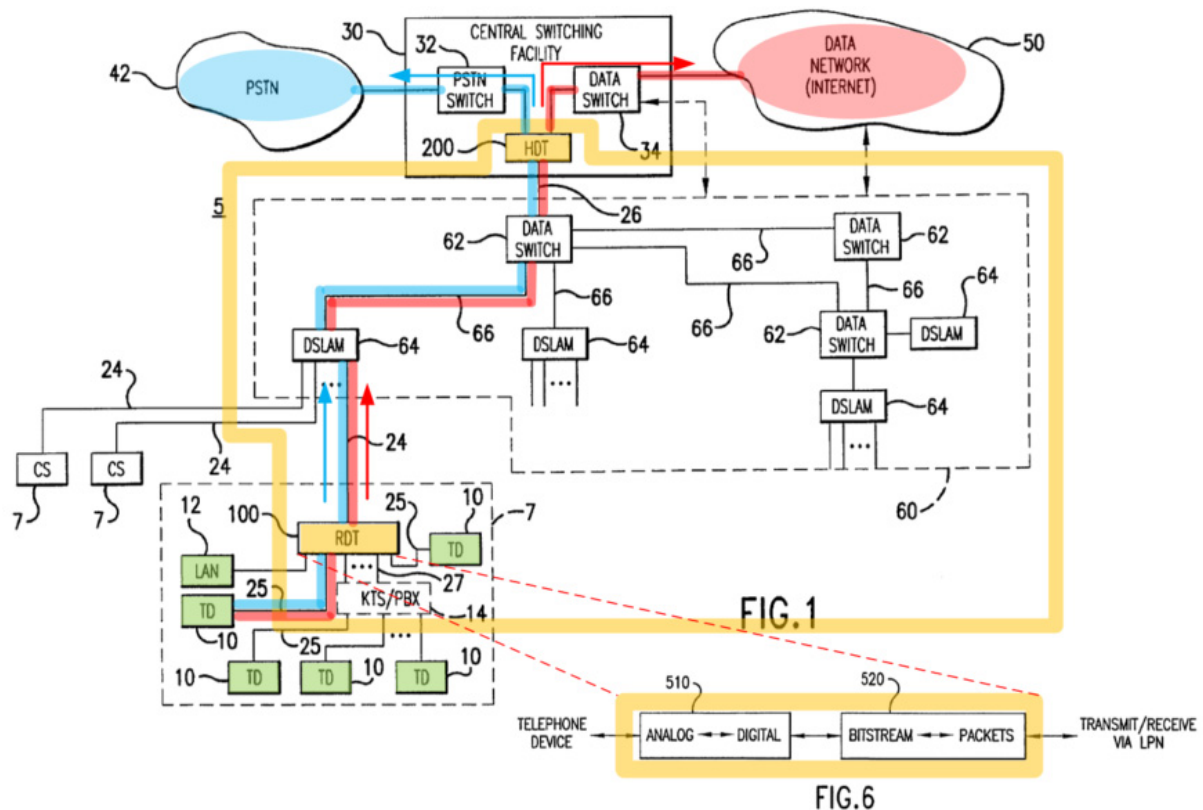 30
CENTRAL SWITCHING
FACILITY
32
42
PSTN
PSTN
SWITCH
DATA
SWITCH
DATA
NETWORK
(INTERNET)
50
200
HDT
34
5
26
62
DATA
SWITCH
66
DATA
SWITCH
62
66
66
66
64
DSLAM
64
66
DSLAM
64
62
DATA
SWITCH
DSLAM
24
...
...
DSLAM
64
24
24
...
CS
CS
7
7
60
12
100
RDT
25
10
TD
7
LAN
25
...
27
KTS/PBX
14
TD
10
25
...
FIG.1
10
TD
TD
10
TD
10
510
520
TELEPHONE
DEVICE
ANALOG
DIGITAL
BITSTREAM
PACKETS
TRANSMIT/RECEIVE
VIA LPN
FIG.6